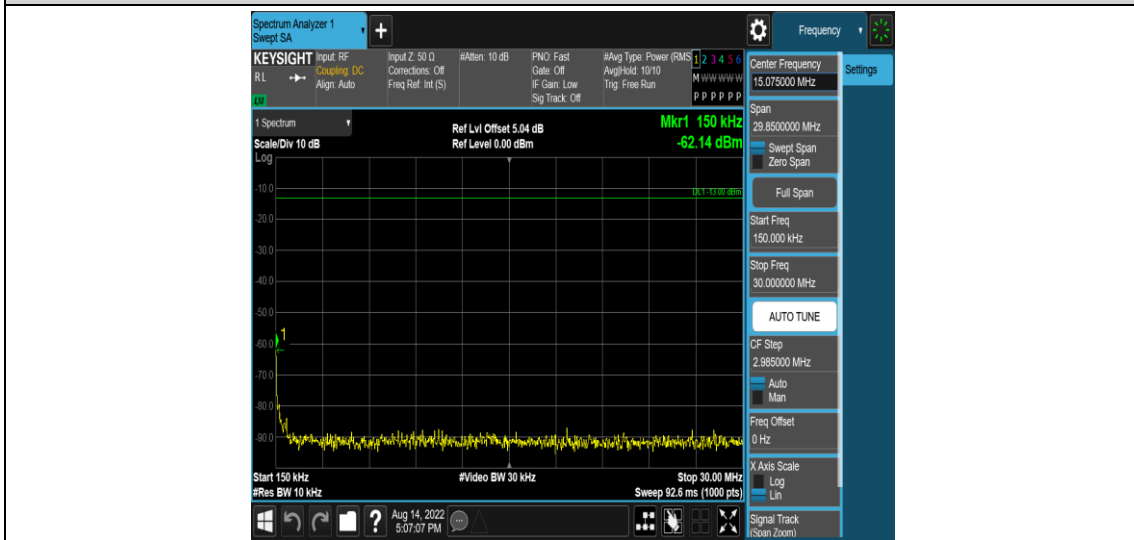 Spectrum Analyzer 1
Swept SA
+
Frequency
KEYSIGHT
RL
LXI
Input: RF
Coupling: DC
Align: Auto
Input Z: 50 Ω
Corrections: Off
Freq Ref: Int (S)
#Atten: 10 dB
PNO: Fast
Gate: Off
IF Gain: Low
Sig Track: Off
#Avg Type: Power (RMS
Avg|Hold: 10/10
Trig: Free Run
1 2 3 4 5 6
M W W W W W
P P P P P P
1 Spectrum
Scale/Div 10 dB
Ref Lvl Offset 5.04 dB
Ref Level 0.00 dBm
Mkr1 150 kHz
-62.14 dBm
Log
-10.0
DL1 -13.00 dBm
-20.0
-30.0
-40.0
-50.0
-60.0
1
-70.0
-80.0
-90.0
Start 150 kHz
#Video BW 30 kHz
Stop 30.00 MHz
#Res BW 10 kHz
Sweep 92.6 ms (1000 pts)
Aug 14, 2022
5:07:07 PM
?
Center Frequency
15.075000 MHz
Settings
Span
29.8500000 MHz
Swept Span
Zero Span
Full Span
Start Freq
150.000 kHz
Stop Freq
30.000000 MHz
AUTO TUNE
CF Step
2.985000 MHz
Auto
Man
Freq Offset
0 Hz
X Axis Scale
Log
Lin
Signal Track
(Span Zoom)